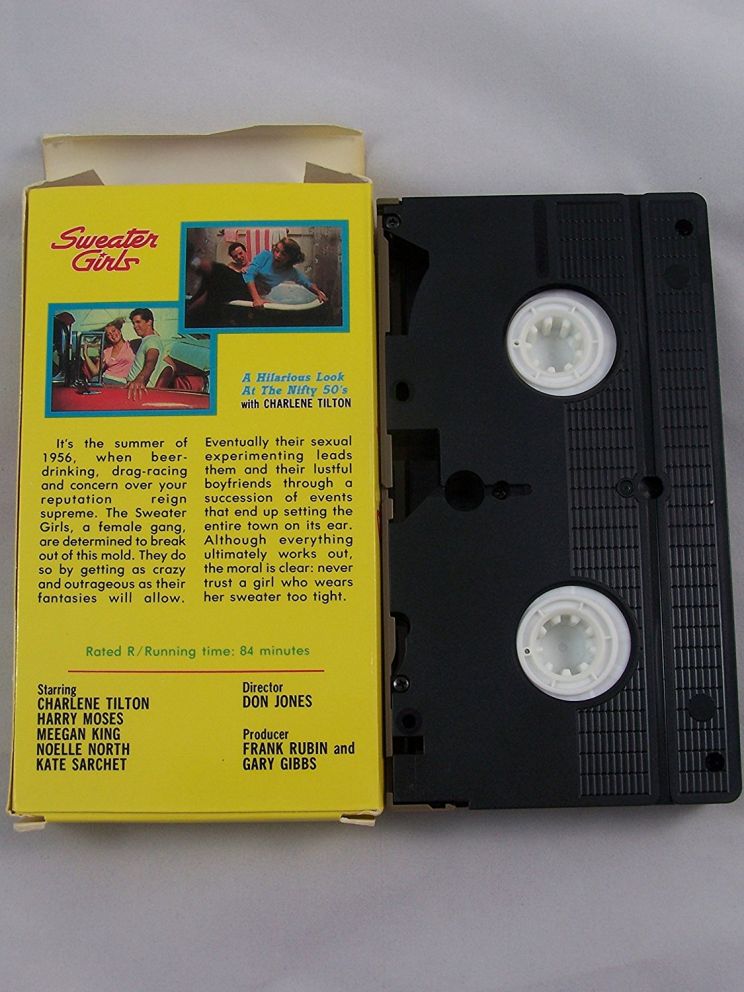 Sweater
Girls
A Hilarious Look
At The Nifty 50's
with CHARLENE TILTON
It's the summer of
1956, when beer-
drinking, drag-racing
and concern over your
reputation reign
supreme. The Sweater
Girls, a female gang,
are determined to break
out of this mold. They do
so by getting as crazy
and outrageous as their
fantasies will allow.
Eventually their sexual
experimenting leads
them and their lustful
boyfriends through a
succession of events
that end up setting the
entire town on its ear.
Although everything
ultimately works out,
the moral is clear: never
trust a girl who wears
her sweater too tight.
Rated R/Running time: 84 minutes
Starring
CHARLENE TILTON
HARRY MOSES
MEEGAN KING
NOELLE NORTH
KATE SARCHET
Director
DON JONES
Producer
FRANK RUBIN and
GARY GIBBS